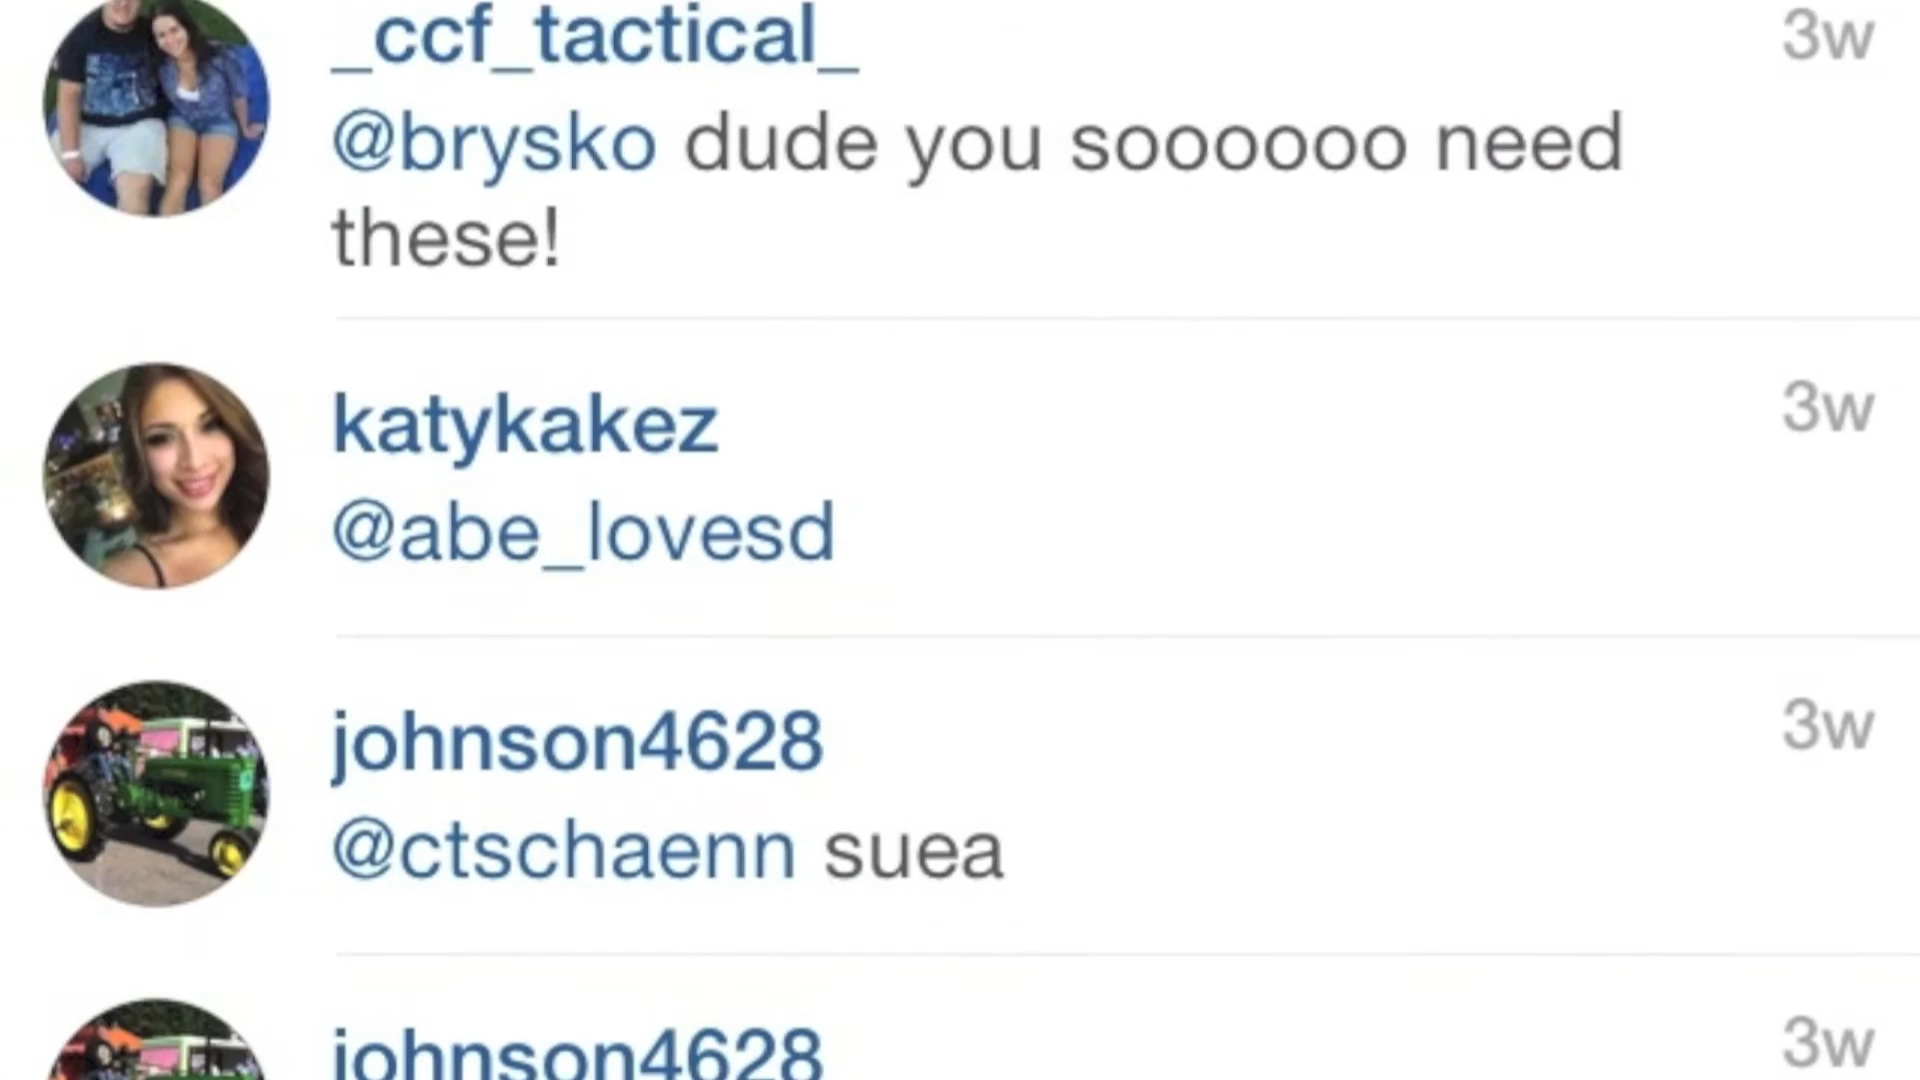 _ccf_tactical_ 3w
@brysko dude you soooooo need
these!
katykakez 3w
@abe_lovesd
johnson4628 3w
@ctschaenn suea
johnson4628 3w